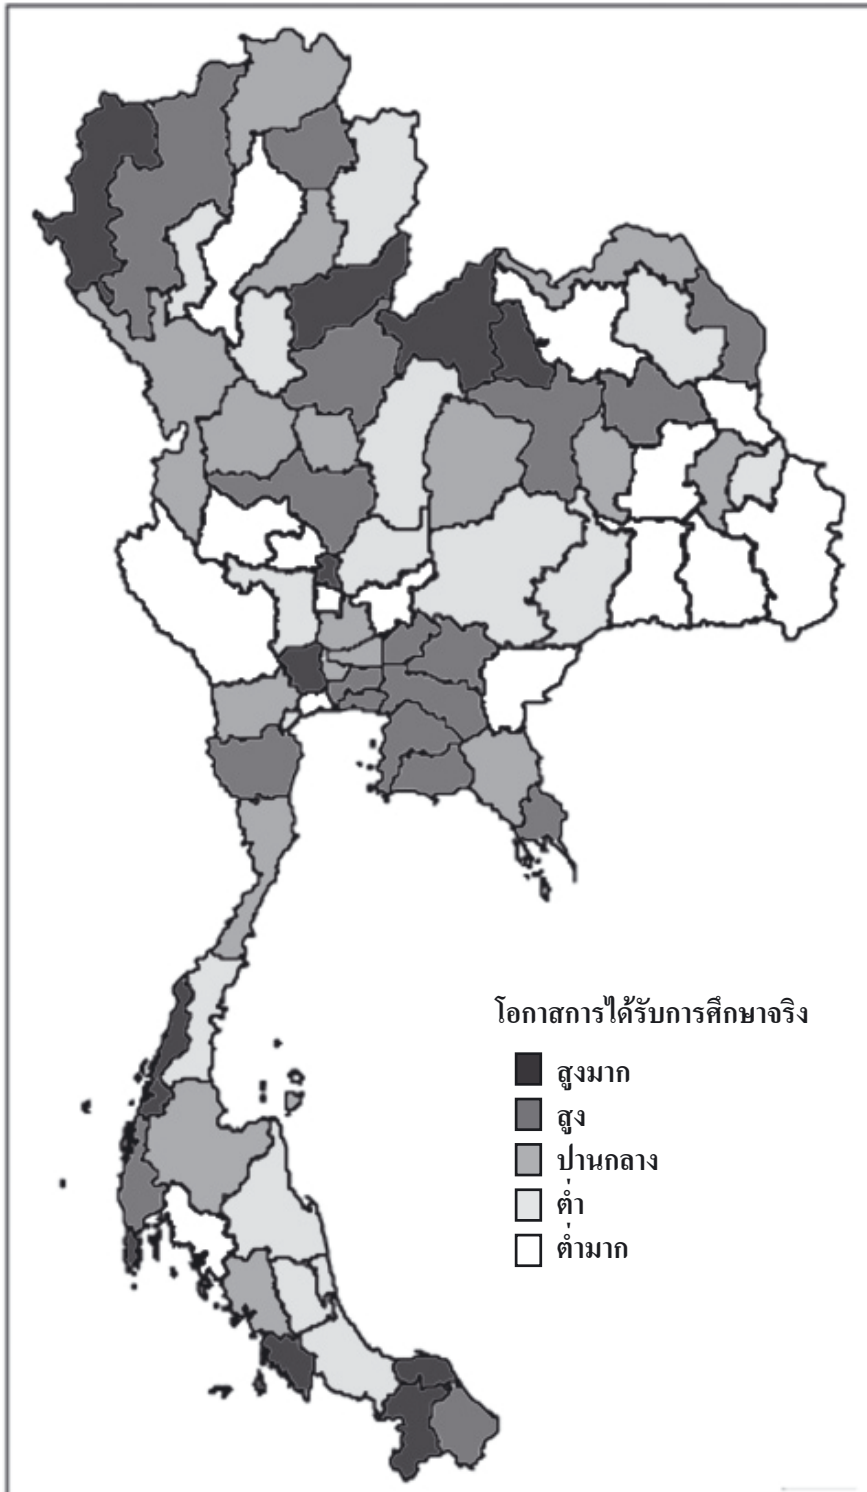 โอกาสการได้รับการศึกษาจริง
สูงมาก
สูง
ปานกลาง
ต่ำ
ต่ำมาก